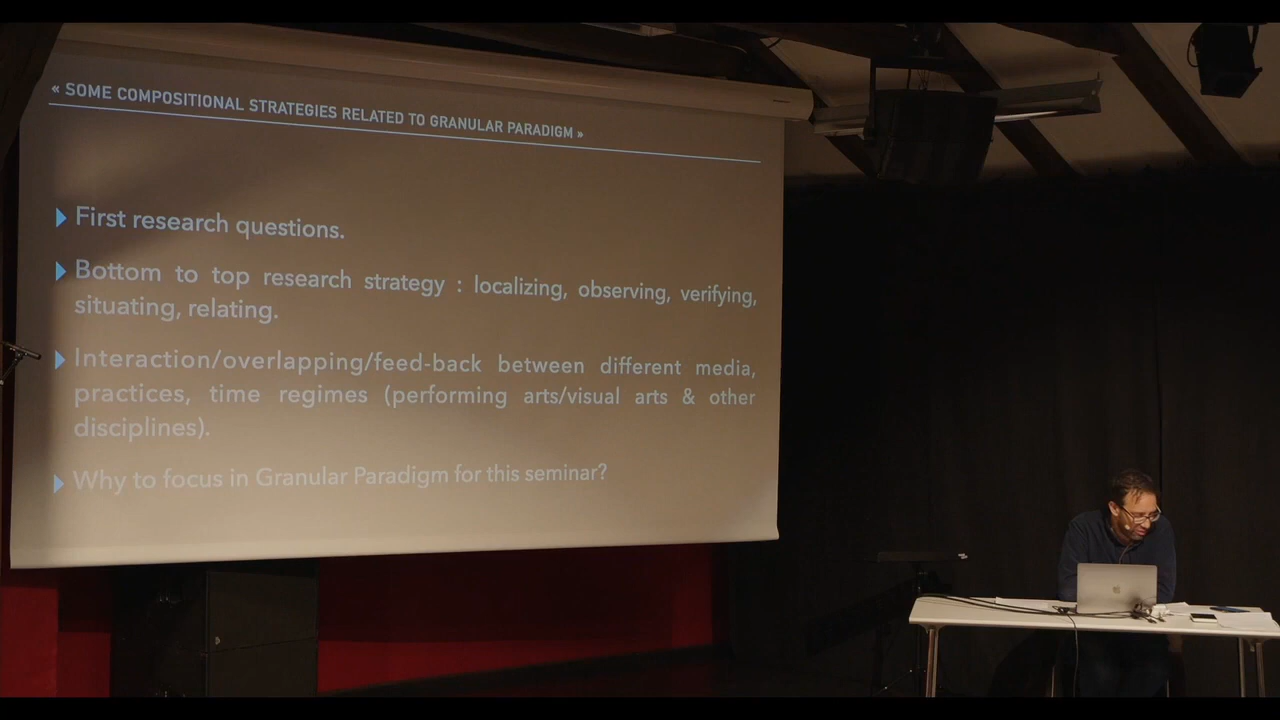 « SOME COMPOSITIONAL STRATEGIES RELATED TO GRANULAR PARADIGM »
First research questions.
Bottom to top research strategy : localizing, observing, verifying,
situating, relating.
Interaction/overlapping/feed-back between different media,
practices, time regimes (performing arts/visual arts & other
disciplines).
Why to focus in Granular Paradigm for this seminar?